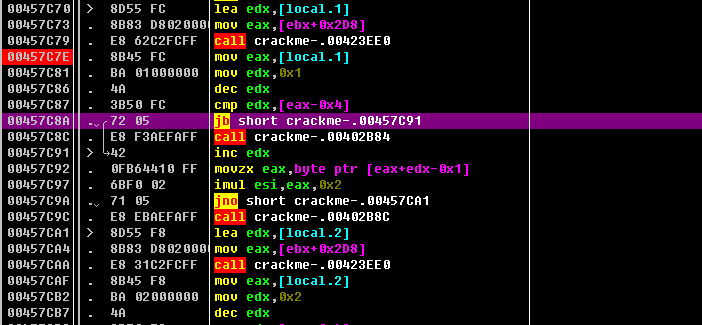 00457C70 > 8D55 FC lea edx,[local.1]
00457C73 . 8B83 D802000 mov eax,[ebx+0x2D8]
00457C79 . E8 62C2FCFF call crackme-.00423EE0
00457C7E . 8B45 FC mov eax,[local.1]
00457C81 . BA 01000000 mov edx,0x1
00457C86 . 4A dec edx
00457C87 . 3B50 FC cmp edx,[eax-0x4]
00457C8A . 72 05 jb short crackme-.00457C91
00457C8C . E8 F3AEFAFF call crackme-.00402B84
00457C91 > 42 inc edx
00457C92 . 0FB64410 FF movzx eax,byte ptr [eax+edx-0x1]
00457C97 . 6BF0 02 imul esi,eax,0x2
00457C9A . 71 05 jno short crackme-.00457CA1
00457C9C . E8 EBAEFAFF call crackme-.00402B8C
00457CA1 > 8D55 F8 lea edx,[local.2]
00457CA4 . 8B83 D802000 mov eax,[ebx+0x2D8]
00457CAA . E8 31C2FCFF call crackme-.00423EE0
00457CAF . 8B45 F8 mov eax,[local.2]
00457CB2 . BA 02000000 mov edx,0x2
00457CB7 . 4A dec edx